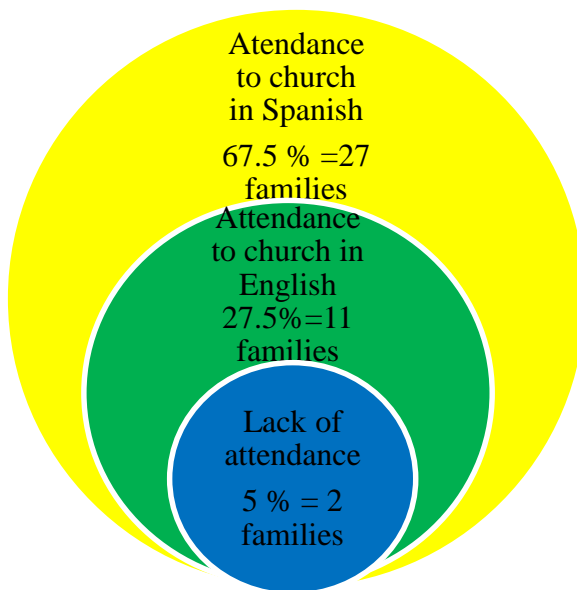 Atendance
to church
in Spanish
67.5 % =27
families
Attendance
to church in
English
27.5%=11
families
Lack of
attendance
5 % = 2
families